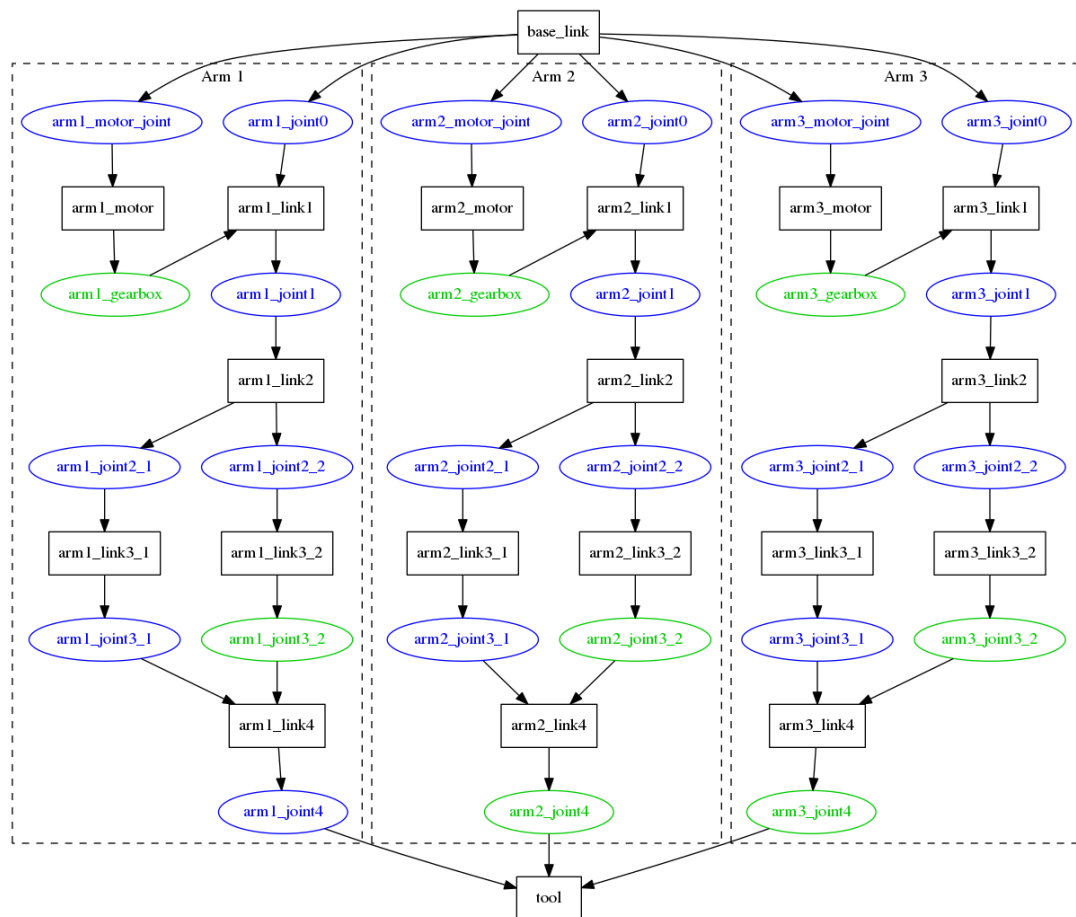 base_link
Arm 1
Arm 2
Arm 3
arm1_motor_joint
arm1_joint0
arm2_motor_joint
arm2_joint0
arm3_motor_joint
arm3_joint0
arm1_motor
arm1_link1
arm2_motor
arm2_link1
arm3_motor
arm3_link1
arm1_gearbox
arm1_joint1
arm2_gearbox
arm2_joint1
arm3_gearbox
arm3_joint1
arm1_link2
arm2_link2
arm3_link2
arm1_joint2_1
arm1_joint2_2
arm2_joint2_1
arm2_joint2_2
arm3_joint2_1
arm3_joint2_2
arm1_link3_1
arm1_link3_2
arm2_link3_1
arm2_link3_2
arm3_link3_1
arm3_link3_2
arm1_joint3_1
arm1_joint3_2
arm2_joint3_1
arm2_joint3_2
arm3_joint3_1
arm3_joint3_2
arm1_link4
arm2_link4
arm3_link4
arm1_joint4
arm2_joint4
arm3_joint4
tool